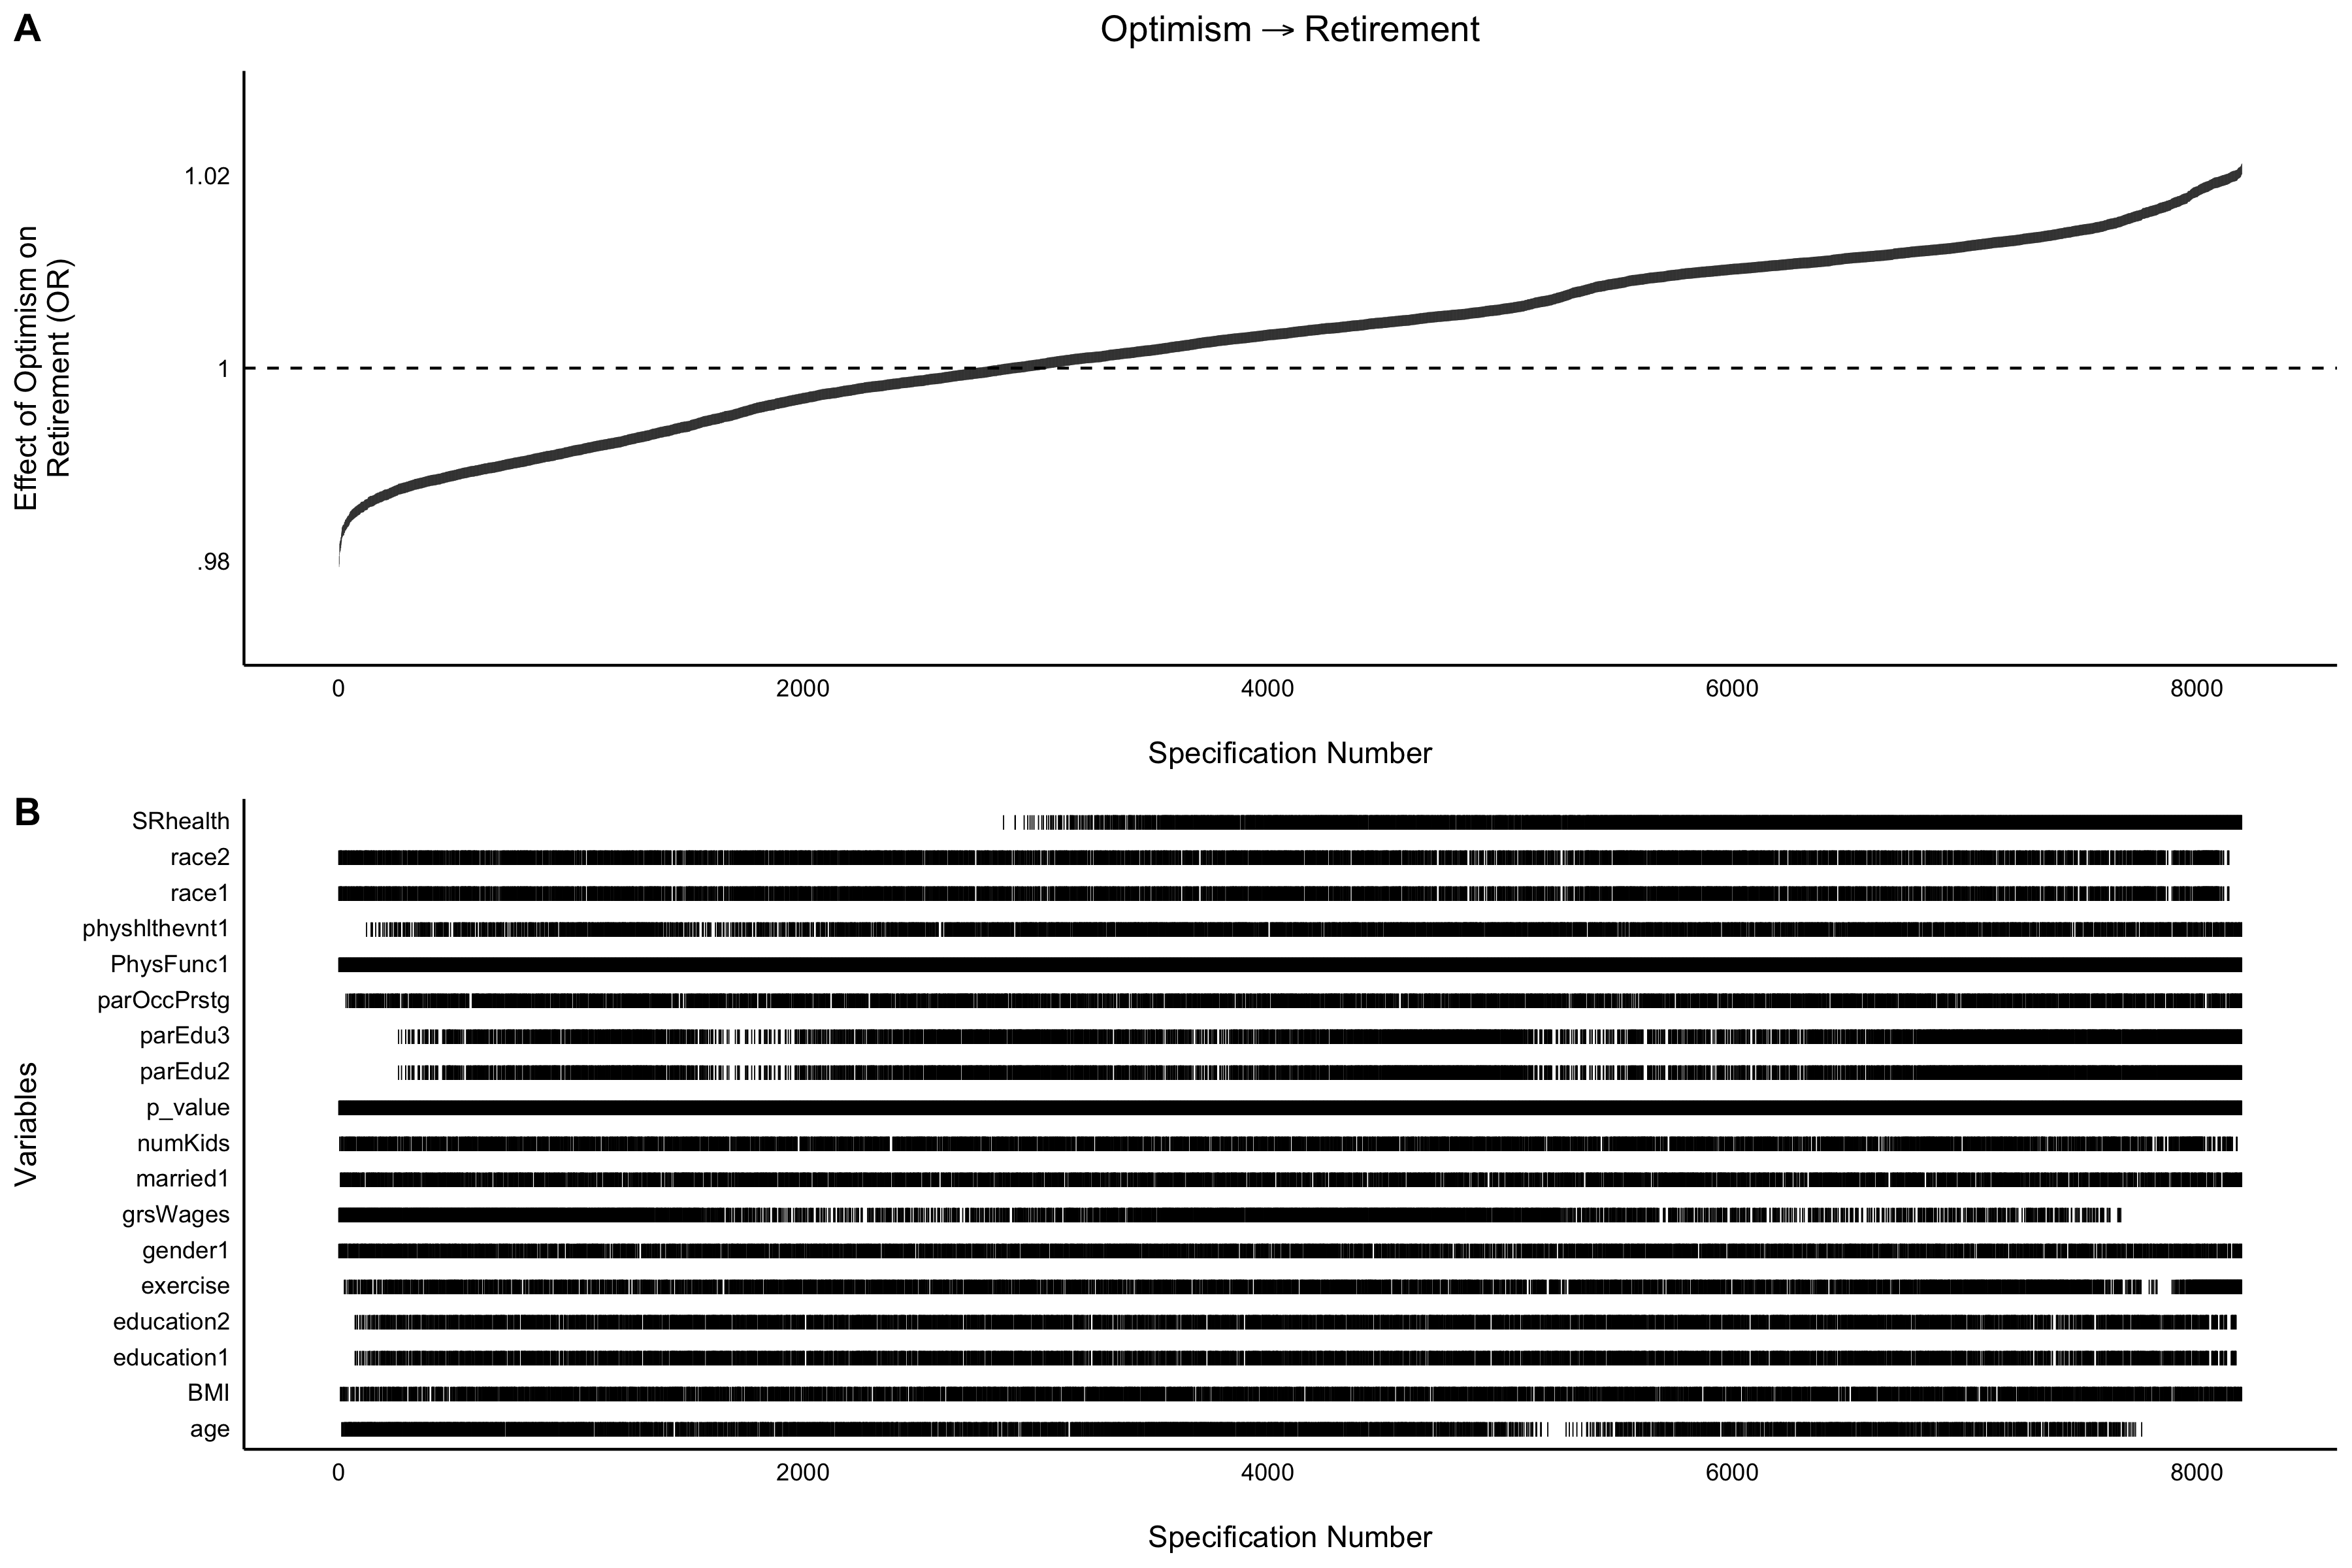 A
Optimism → Retirement
Effect of Optimism on
Retirement (OR)
1.02
1
.98
0 2000 4000 6000 8000
Specification Number
B
Variables
SRhealth
race2
race1
physhlthevnt1
PhysFunc1
parOccPrstg
parEdu3
parEdu2
p_value
numKids
married1
grsWages
gender1
exercise
education2
education1
BMI
age
0 2000 4000 6000 8000
Specification Number